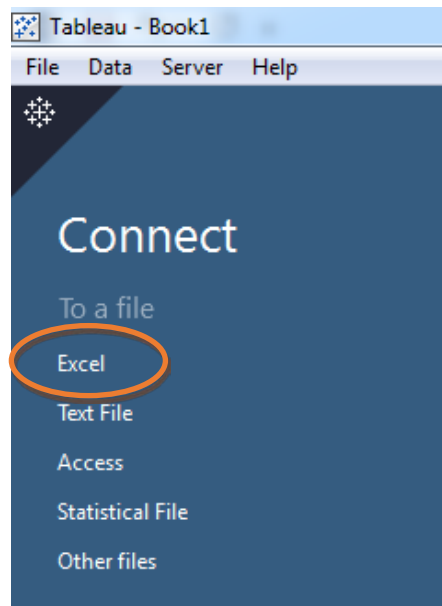 Tableau - Book1
File Data Server Help
Connect
To a file
Excel
Text File
Access
Statistical File
Other files